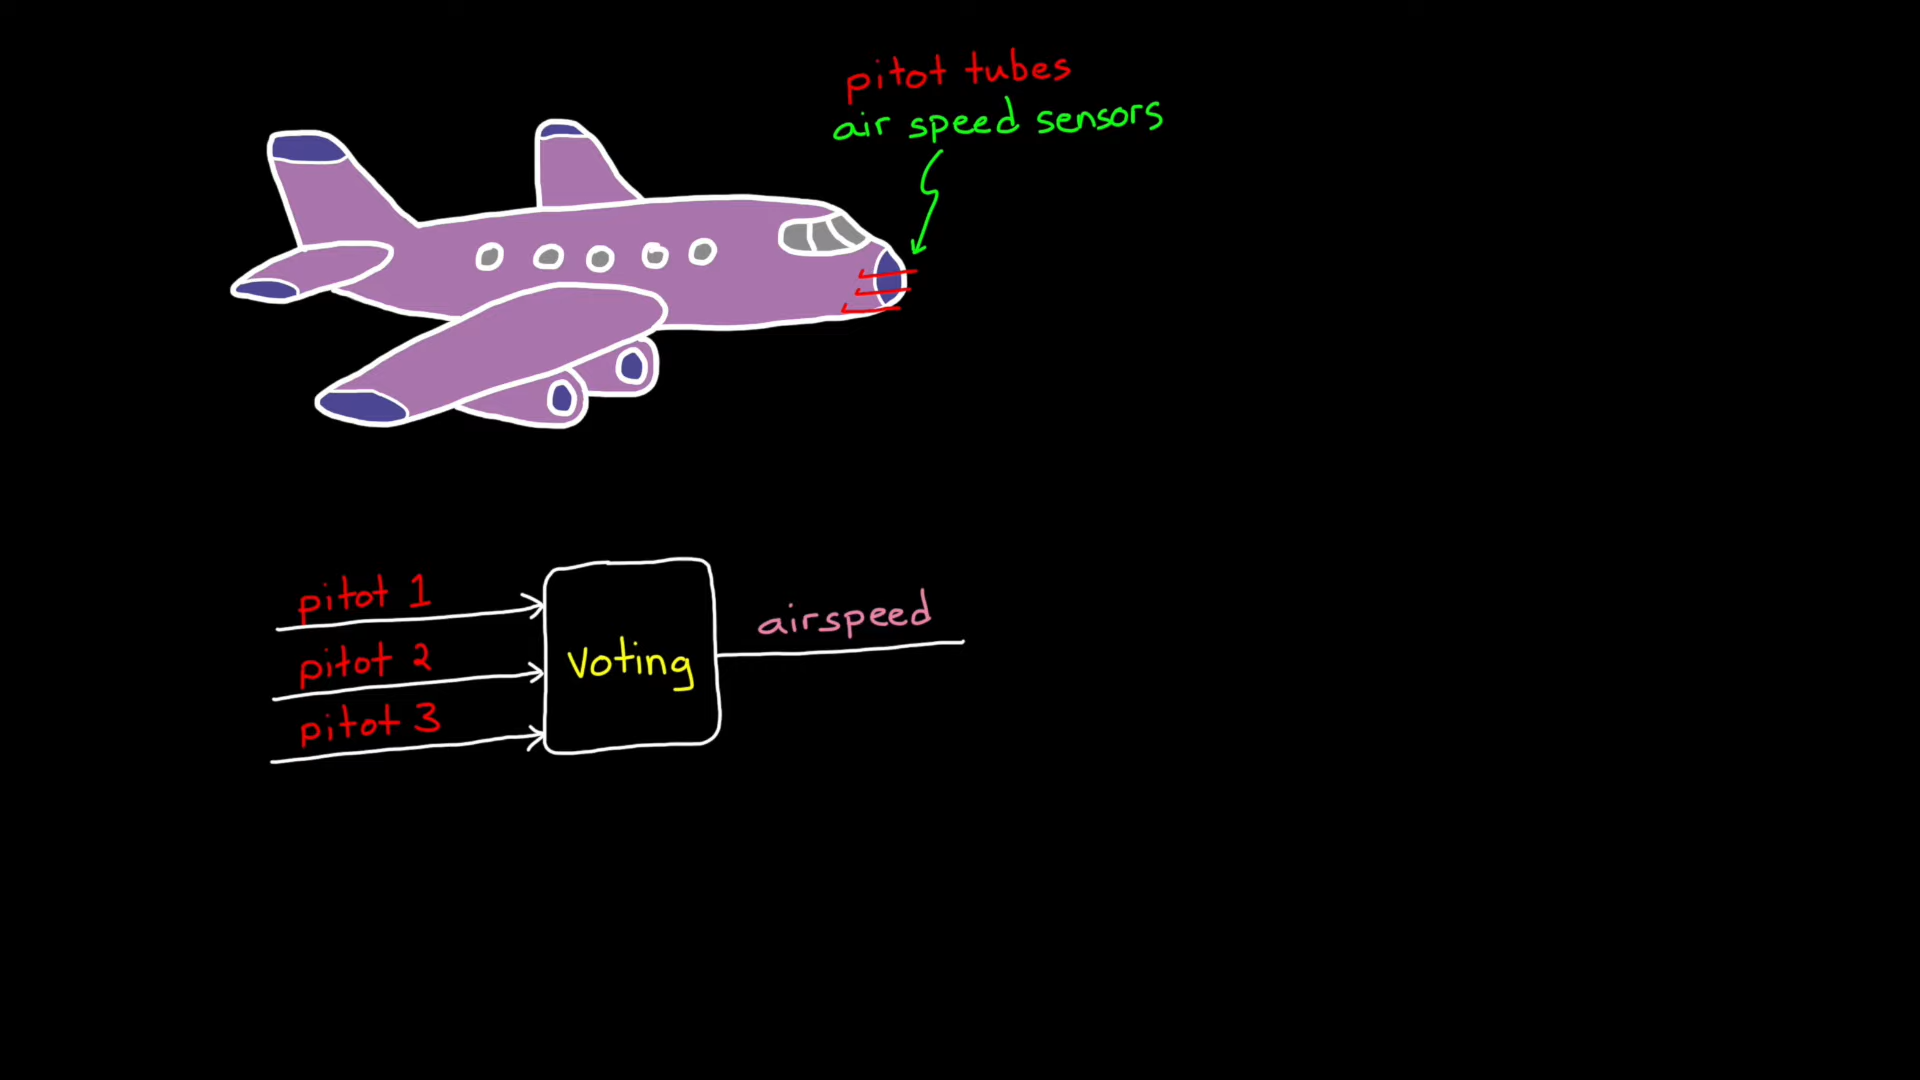 pitot tubes
air speed sensors
pitot 1
pitot 2
pitot 3
Voting
airspeed